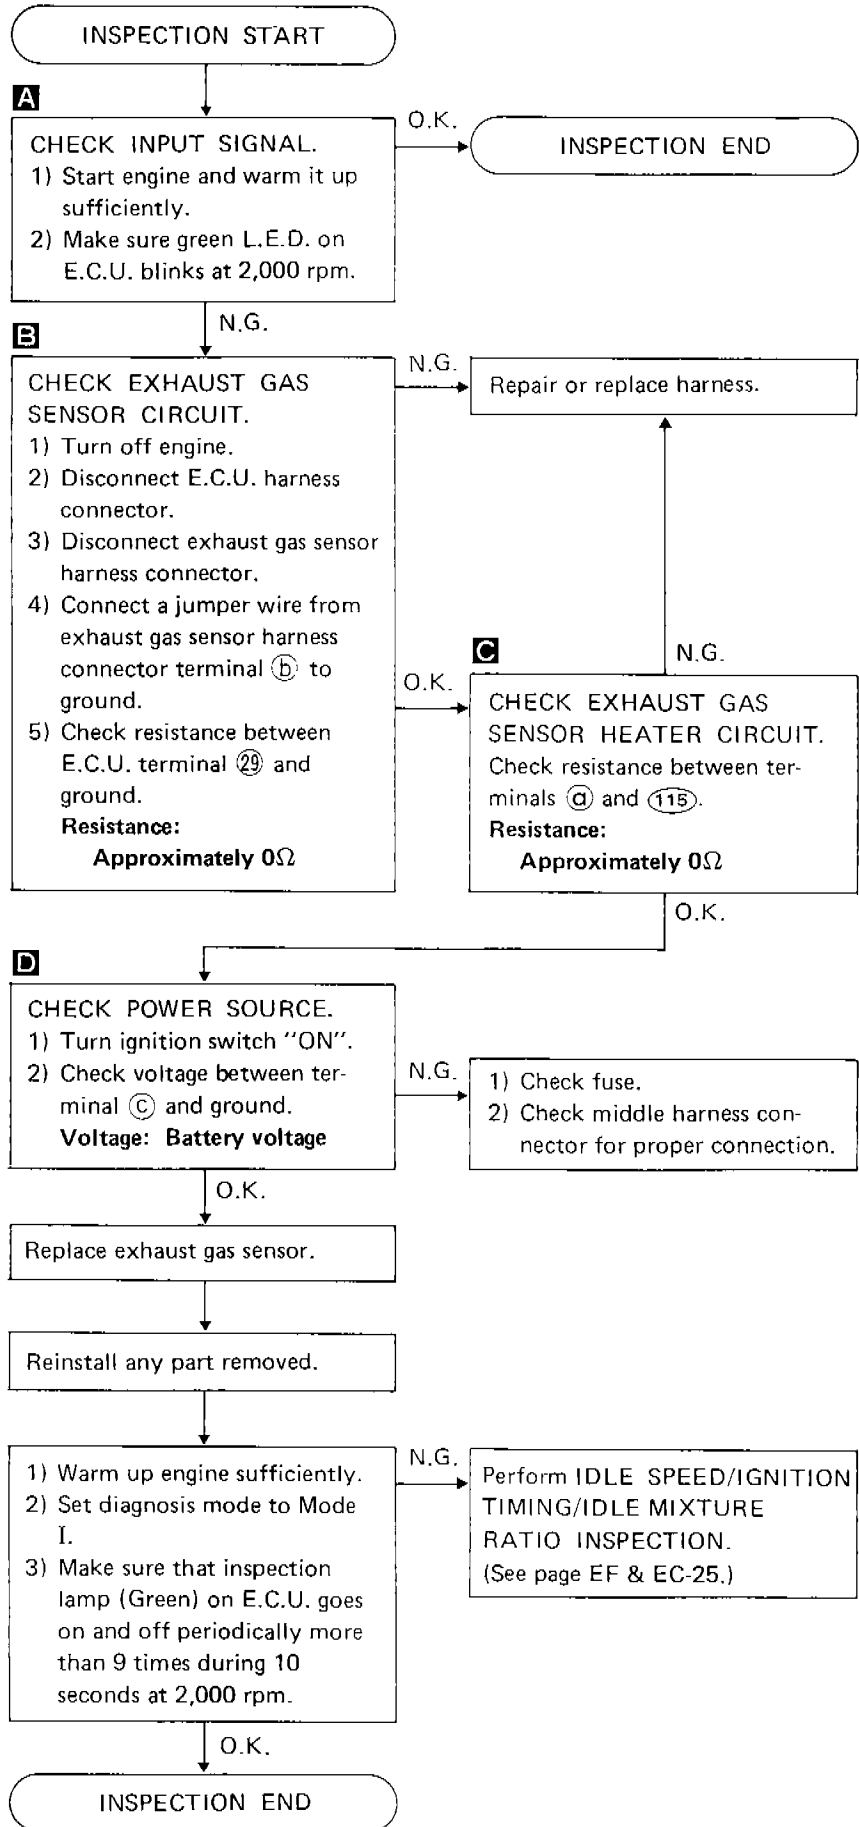 INSPECTION START
A
CHECK INPUT SIGNAL.
1) Start engine and warm it up
sufficiently.
2) Make sure green L.E.D. on
E.C.U. blinks at 2,000 rpm.
O.K.
INSPECTION END
N.G.
B
CHECK EXHAUST GAS
SENSOR CIRCUIT.
1) Turn off engine.
2) Disconnect E.C.U. harness
connector.
3) Disconnect exhaust gas sensor
harness connector.
4) Connect a jumper wire from
exhaust gas sensor harness
connector terminal ⓑ to
ground.
5) Check resistance between
E.C.U. terminal ㉙ and
ground.
Resistance:
Approximately 0Ω
N.G.
Repair or replace harness.
O.K.
C
N.G.
CHECK EXHAUST GAS
SENSOR HEATER CIRCUIT.
Check resistance between ter-
minals ⓐ and (115).
Resistance:
Approximately 0Ω
O.K.
D
CHECK POWER SOURCE.
1) Turn ignition switch "ON".
2) Check voltage between ter-
minal ⓒ and ground.
Voltage: Battery voltage
N.G.
1) Check fuse.
2) Check middle harness con-
nector for proper connection.
O.K.
Replace exhaust gas sensor.
Reinstall any part removed.
1) Warm up engine sufficiently.
2) Set diagnosis mode to Mode
I.
3) Make sure that inspection
lamp (Green) on E.C.U. goes
on and off periodically more
than 9 times during 10
seconds at 2,000 rpm.
N.G.
Perform IDLE SPEED/IGNITION
TIMING/IDLE MIXTURE
RATIO INSPECTION.
(See page EF & EC-25.)
O.K.
INSPECTION END